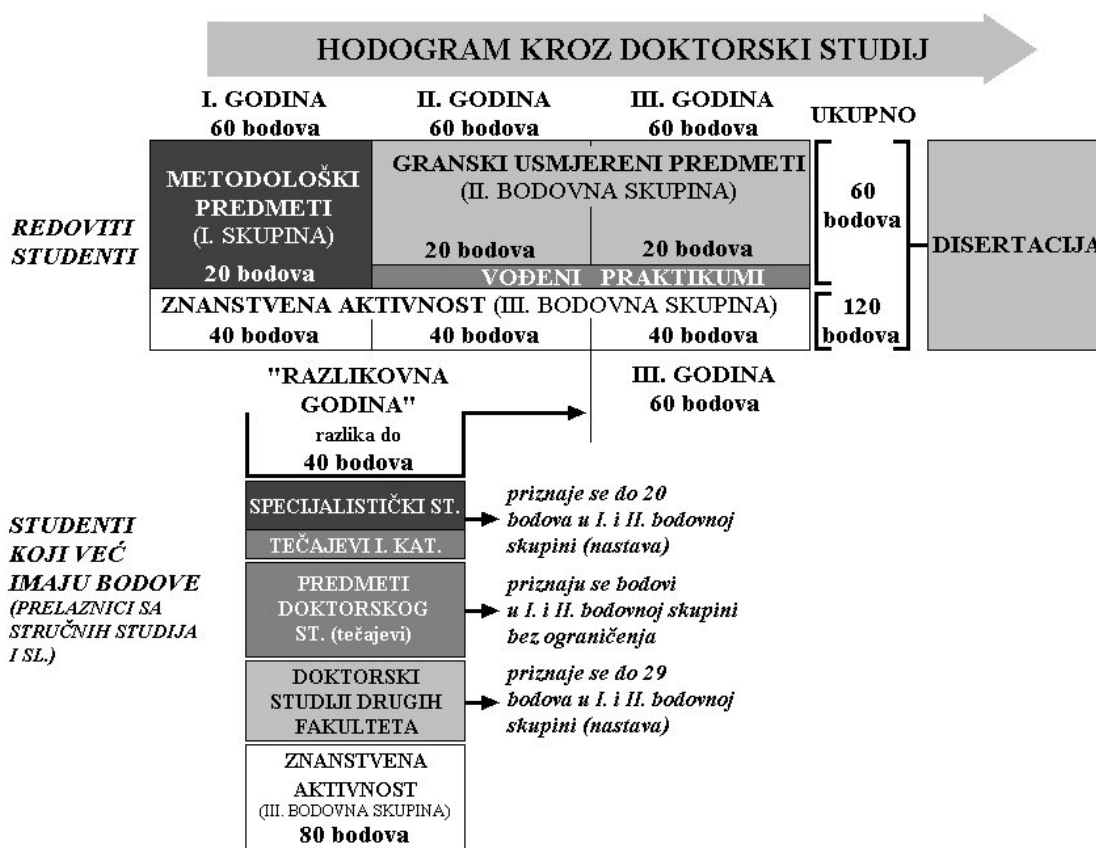 HODOGRAM KROZ DOKTORSKI STUDIJ
I. GODINA
60 bodova
II. GODINA
60 bodova
III. GODINA
60 bodova
UKUPNO
REDOVITI
STUDENTI
METODOLOŠKI
PREDMETI
(I. SKUPINA)
20 bodova
GRANSKI USMJERENI PREDMETI
(II. BODOVNA SKUPINA)
20 bodova
20 bodova
VOĐENI PRAKTIKUMI
ZNANSTVENA AKTIVNOST (III. BODOVNA SKUPINA)
40 bodova
40 bodova
40 bodova
60
bodova
120
bodova
DISERTACIJA
"RAZLIKOVNA
GODINA"
razlika do
40 bodova
III. GODINA
60 bodova
STUDENTI
KOJI VEĆ
IMAJU BODOVE
(PRELAZNICI SA
STRUČNIH STUDIJA
I SL.)
SPECIJALISTIČKI ST.
TEČAJEVI I. KAT.
priznaje se do 20
bodova u I. i II. bodovnoj
skupini (nastava)
PREDMETI
DOKTORSKOG
ST. (tečajevi)
priznaju se bodovi
u I. i II. bodovnoj skupini
bez ograničenja
DOKTORSKI
STUDIJI DRUGIH
FAKULTETA
priznaje se do 29
bodova u I. i II. bodovnoj
skupini (nastava)
ZNANSTVENA
AKTIVNOST
(III. BODOVNA SKUPINA)
80 bodova